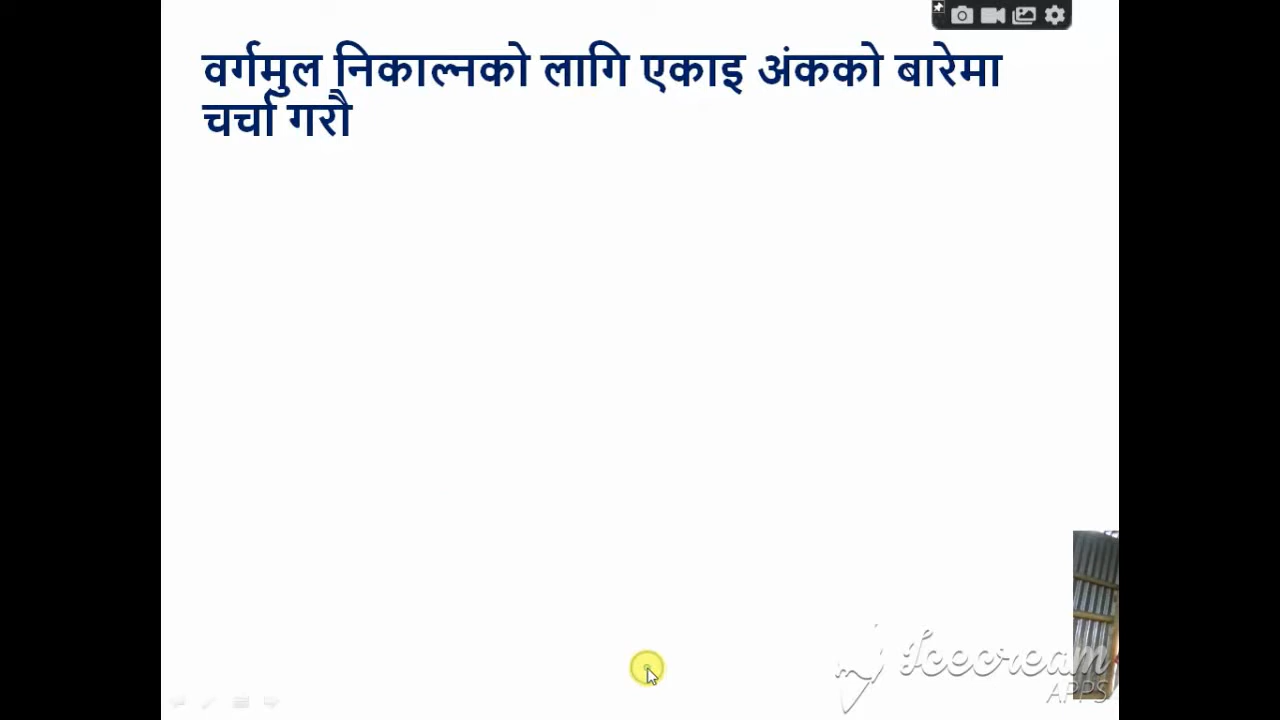 वर्गमुल निकाल्नको लागि एकाइ अंकको बारेमा
चर्चा गरौ
Icecream
APPS